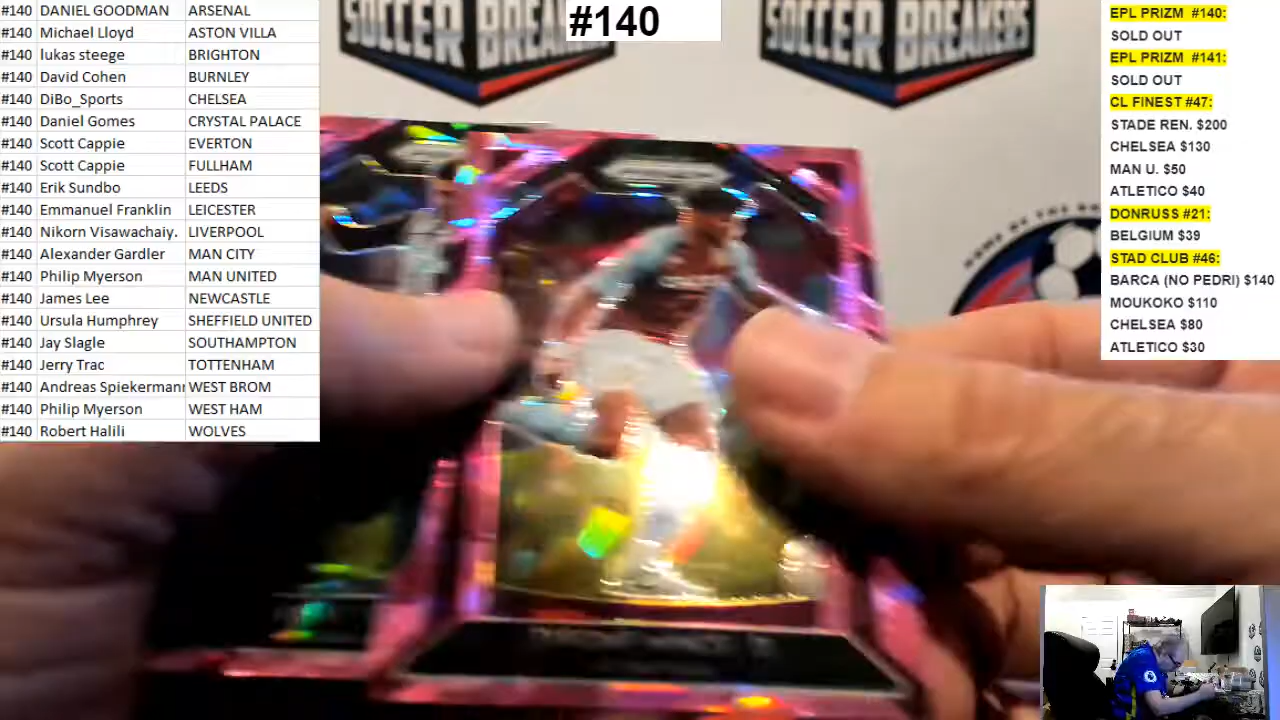 #140 DANIEL GOODMAN ARSENAL
#140 Michael Lloyd ASTON VILLA
#140 lukas steege BRIGHTON
#140 David Cohen BURNLEY
#140 DiBo_Sports CHELSEA
#140 Daniel Gomes CRYSTAL PALACE
#140 Scott Cappie EVERTON
#140 Scott Cappie FULLHAM
#140 Erik Sundbo LEEDS
#140 Emmanuel Franklin LEICESTER
#140 Nikorn Visawachaiy. LIVERPOOL
#140 Alexander Gardler MAN CITY
#140 Philip Myerson MAN UNITED
#140 James Lee NEWCASTLE
#140 Ursula Humphrey SHEFFIELD UNITED
#140 Jay Slagle SOUTHAMPTON
#140 Jerry Trac TOTTENHAM
#140 Andreas Spiekermann WEST BROM
#140 Philip Myerson WEST HAM
#140 Robert Halili WOLVES
#140
SOCCER BREAKERS
SOCCER BREAKERS
EPL PRIZM #140:
SOLD OUT
EPL PRIZM #141:
SOLD OUT
CL FINEST #47:
STADE REN. $200
CHELSEA $130
MAN U. $50
ATLETICO $40
DONRUSS #21:
BELGIUM $39
STAD CLUB #46:
BARCA (NO PEDRI) $140
MOUKOKO $110
CHELSEA $80
ATLETICO $30